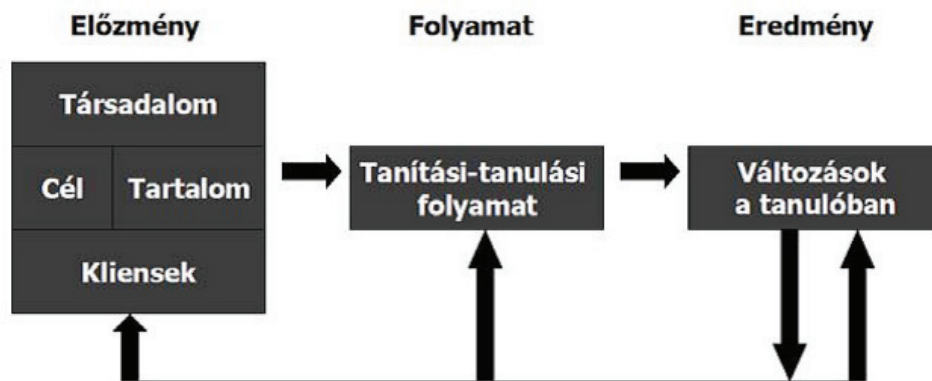 Előzmény
Folyamat
Eredmény
Társadalom
Cél
Tartalom
Kliensek
Tanítási-tanulási
folyamat
Változások
a tanulóban